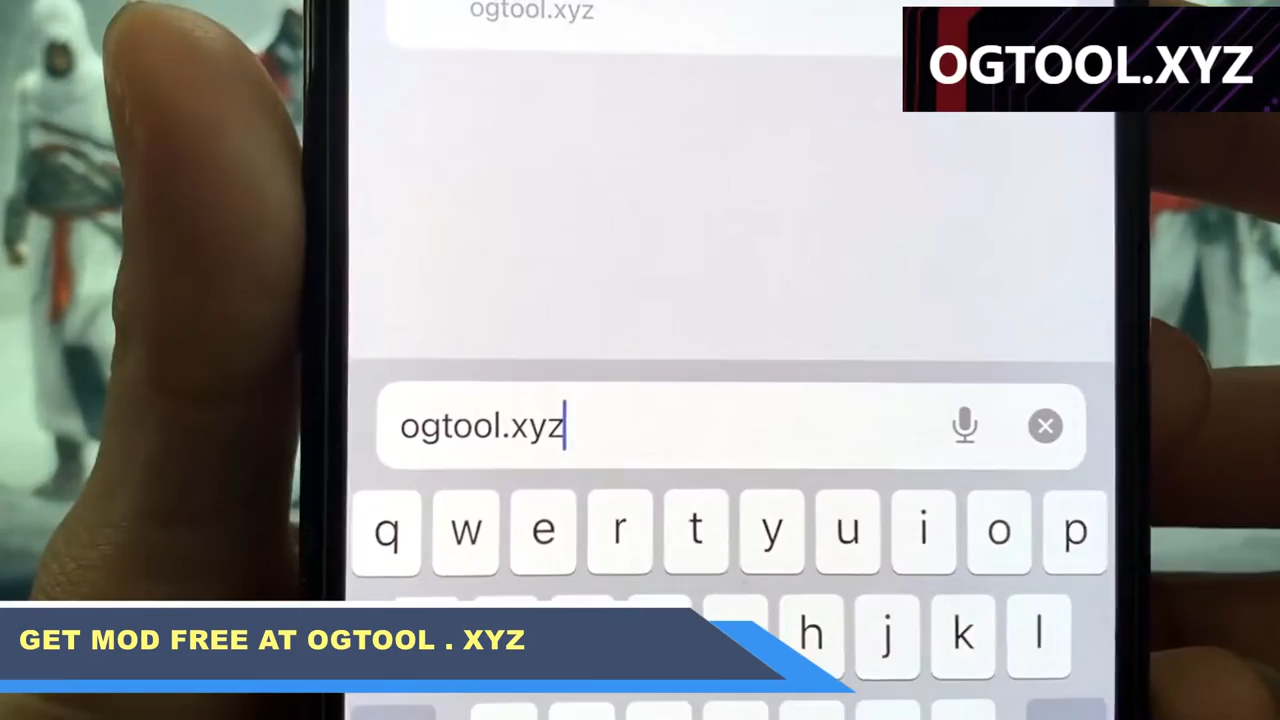 ogtool.xyz
OGTOOL.XYZ
ogtool.xyz
q w e r t y u i o p
h j k l
GET MOD FREE AT OGTOOL . XYZ